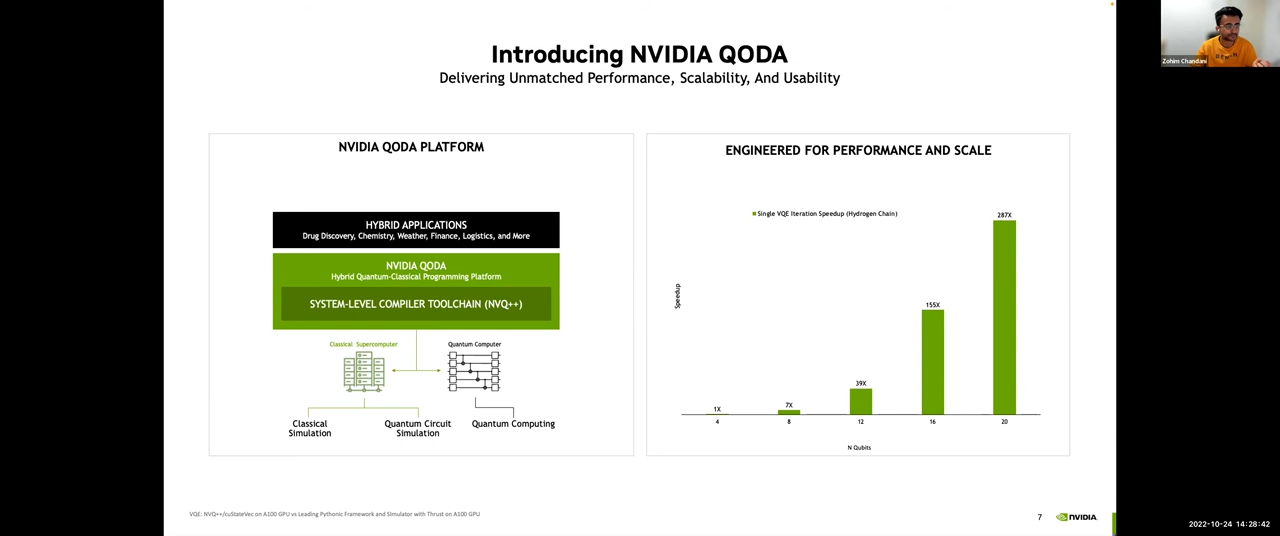 Introducing NVIDIA QODA
Delivering Unmatched Performance, Scalability, And Usability
NVIDIA QODA PLATFORM
HYBRID APPLICATIONS
Drug Discovery, Chemistry, Weather, Finance, Logistics, and More
NVIDIA QODA
Hybrid Quantum-Classical Programming Platform
SYSTEM-LEVEL COMPILER TOOLCHAIN (NVQ++)
Classical Supercomputer
Quantum Computer
Classical
Simulation
Quantum Circuit
Simulation
Quantum Computing
ENGINEERED FOR PERFORMANCE AND SCALE
Single VQE Iteration Speedup (Hydrogen Chain)
Speedup
1X
7X
39X
155X
287X
4
8
12
16
20
N Qubits
VQE: NVQ++/cuStateVec on A100 GPU vs Leading Pythonic Framework and Simulator with Thrust on A100 GPU
7
NVIDIA.
Zohim Chandani
2022-10-24 14:28:42